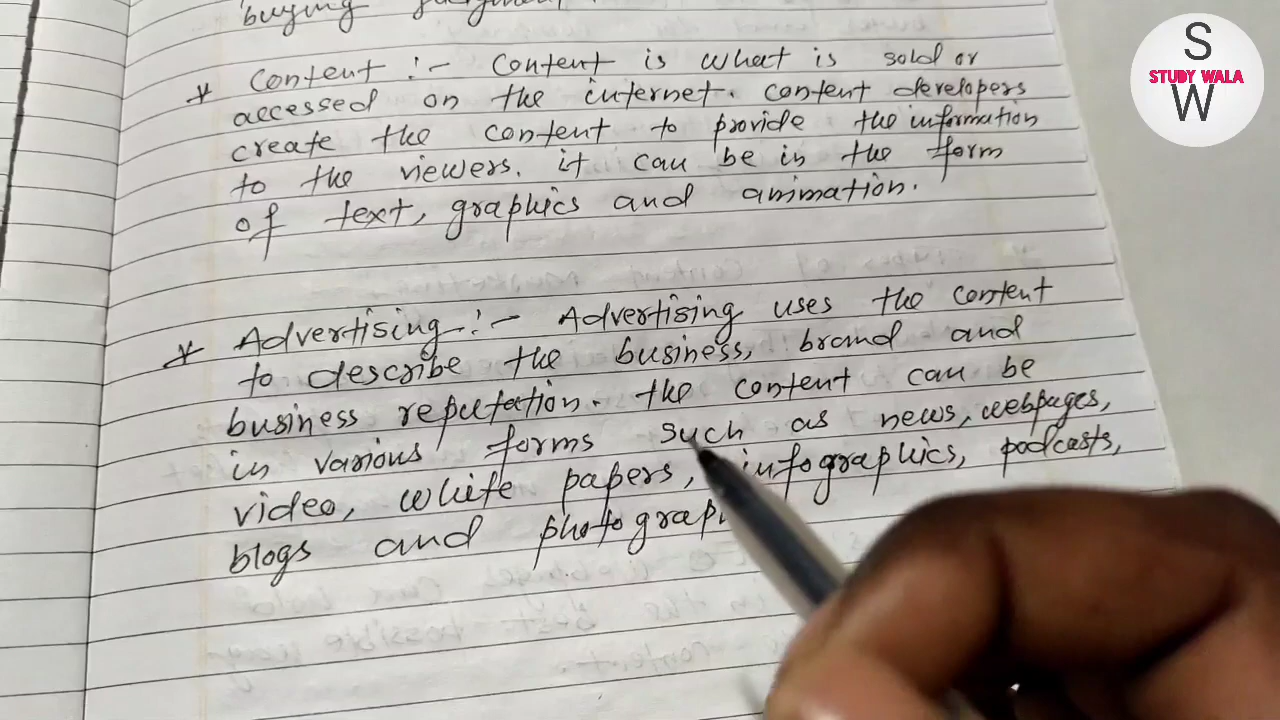 buying
* Content :- Content is what is sold or
accessed on the internet. content developers
create the content to provide the information
to the viewers. it can be in the form
of text, graphics and animation.
* Advertising :- Advertising uses the content
to describe the business, brand and
business reputation. the content can be
in various forms such as news, webpages,
video, white papers, infographics, podcasts,
blogs and photograp
S
STUDY WALA
W